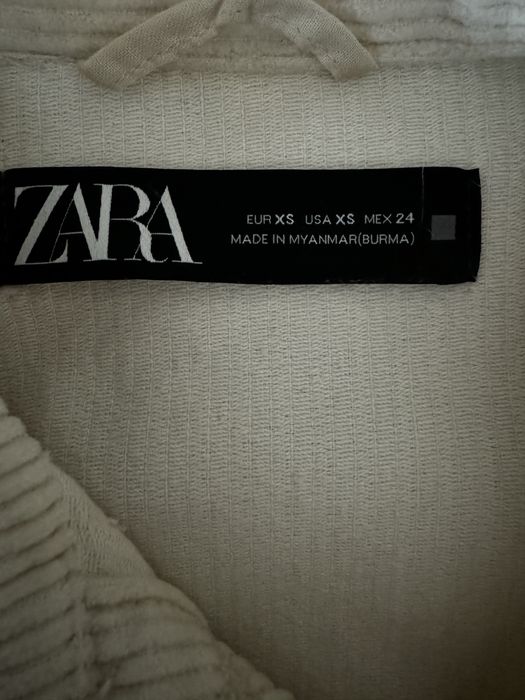 ZARA
EUR XS USA XS MEX 24
MADE IN MYANMAR(BURMA)